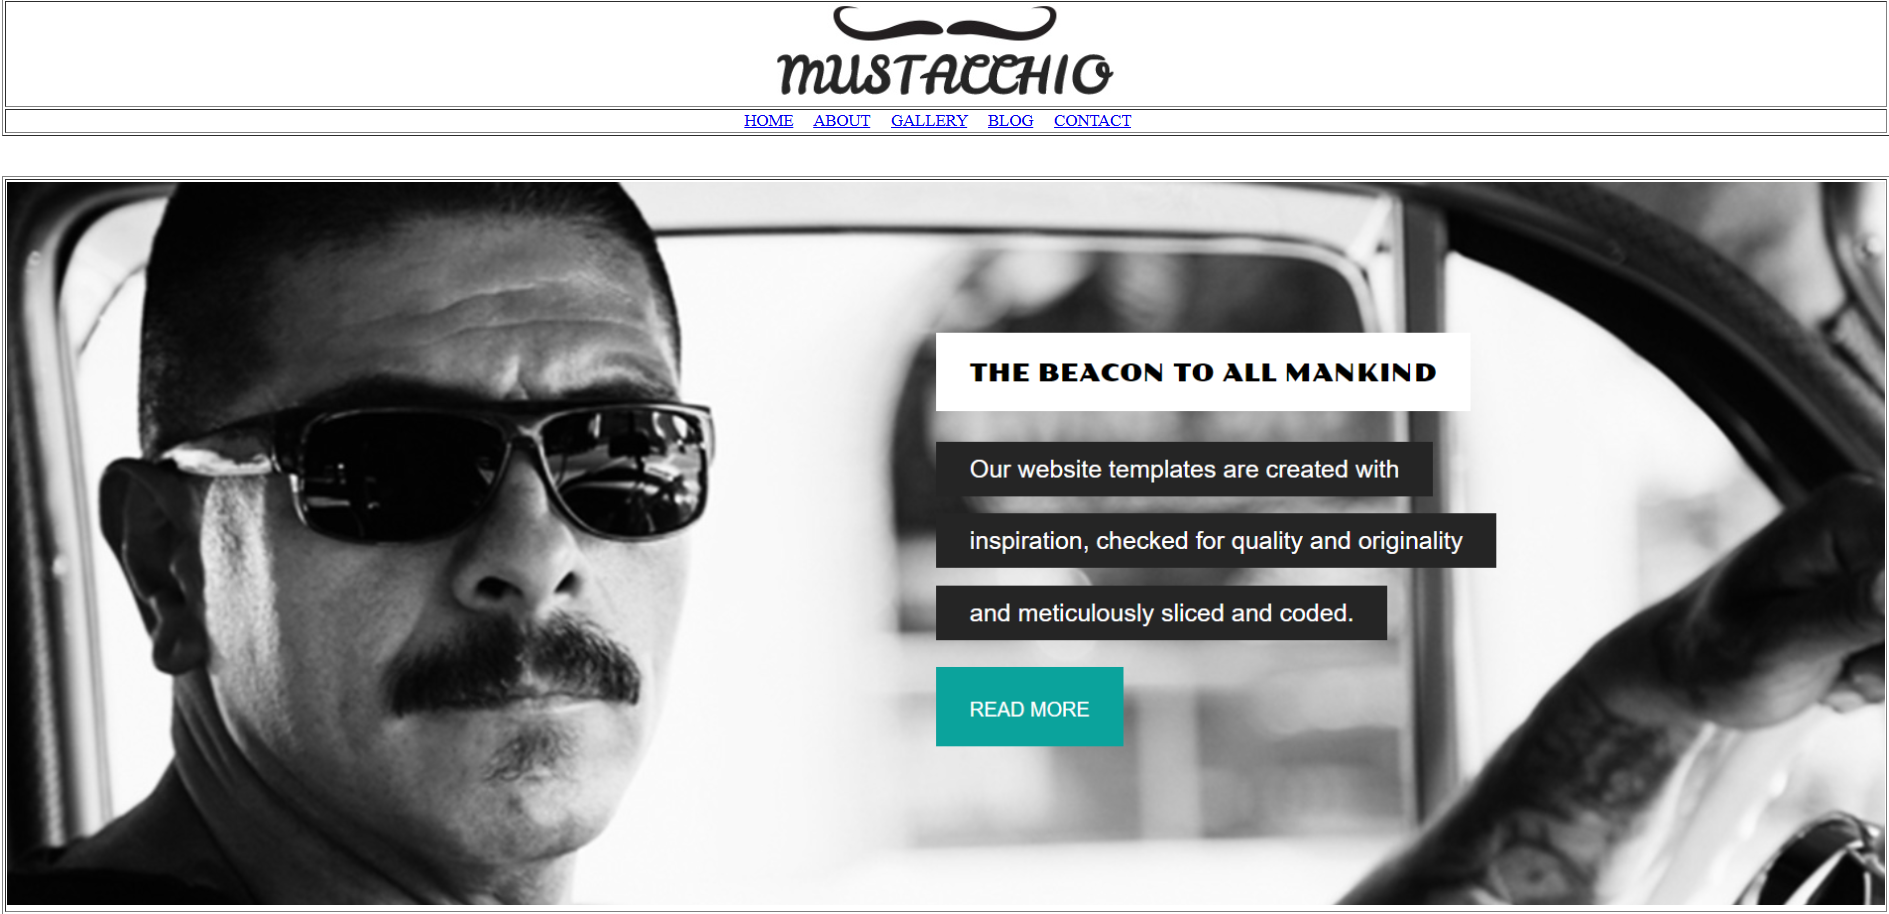 MUSTACCHIO
HOME ABOUT GALLERY BLOG CONTACT
THE BEACON TO ALL MANKIND
Our website templates are created with
inspiration, checked for quality and originality
and meticulously sliced and coded.
READ MORE